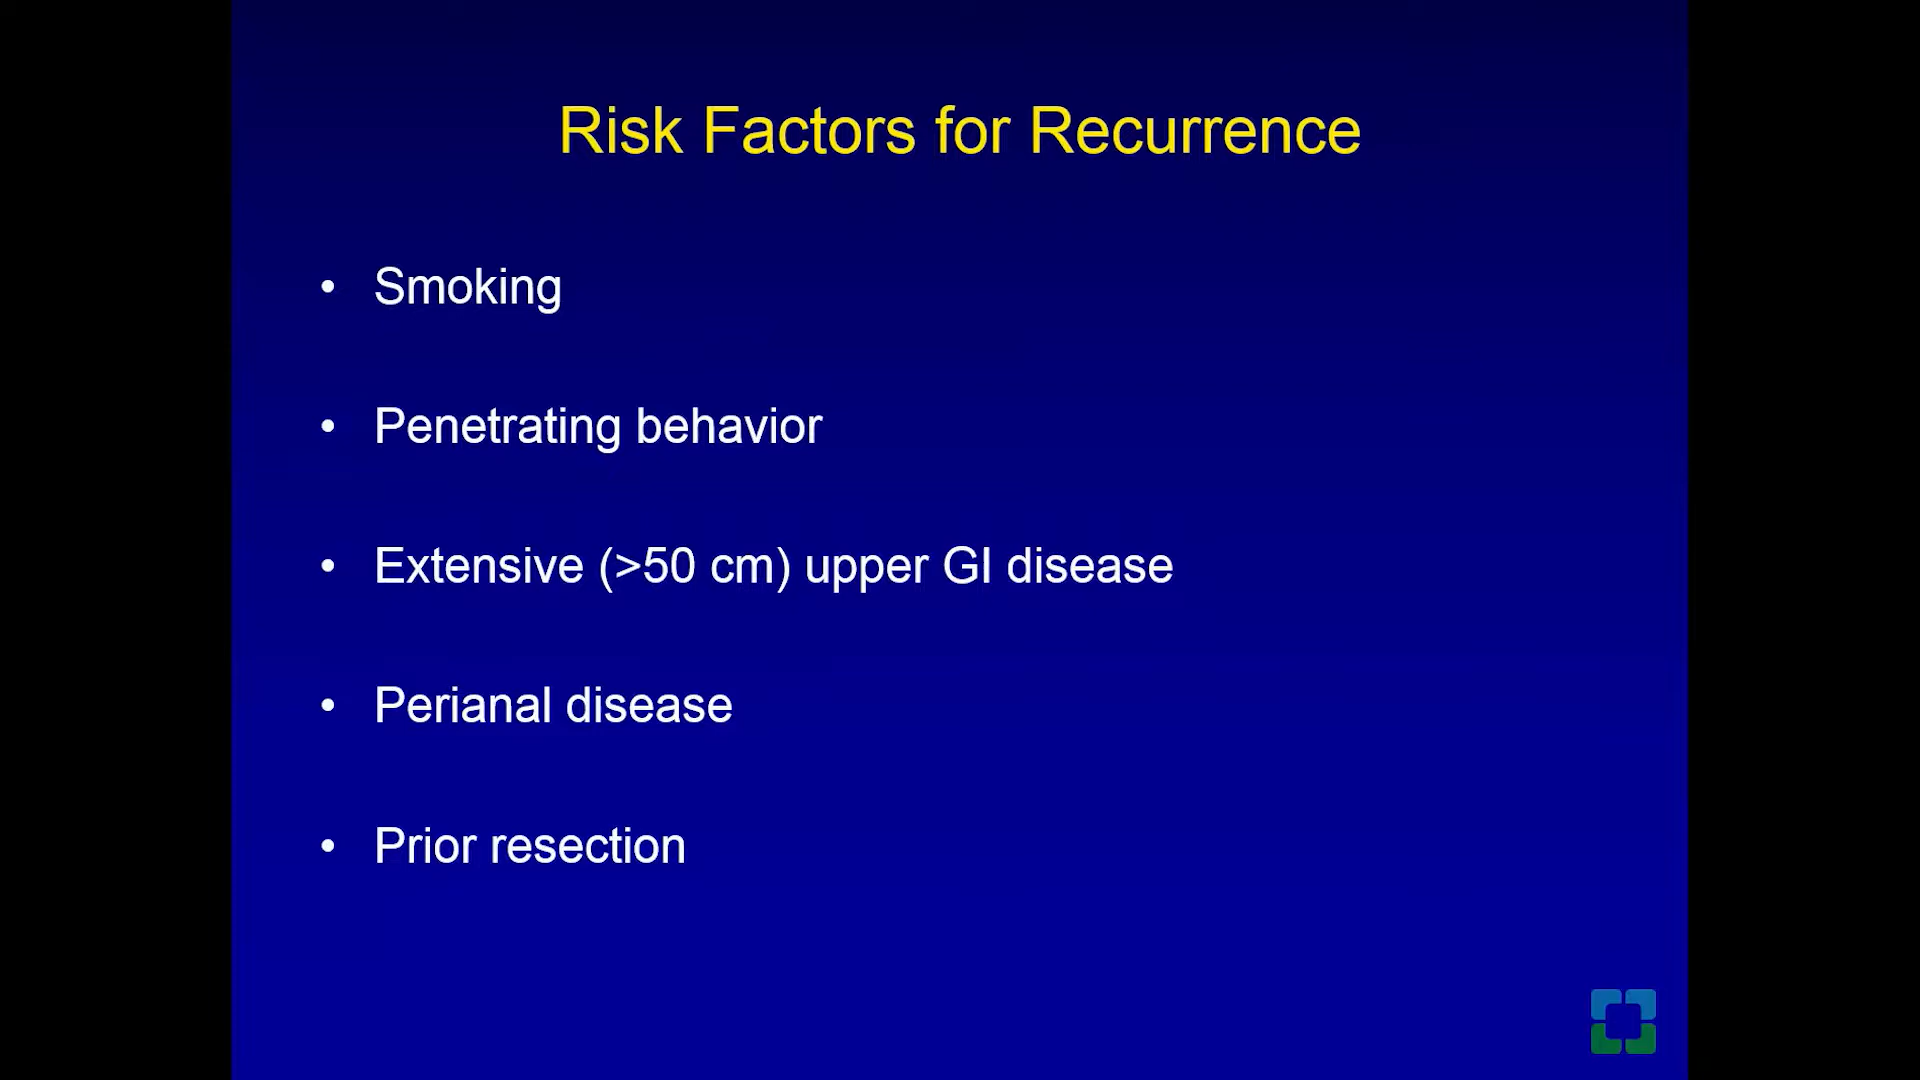 Risk Factors for Recurrence
• Smoking
• Penetrating behavior
• Extensive (>50 cm) upper GI disease
• Perianal disease
• Prior resection